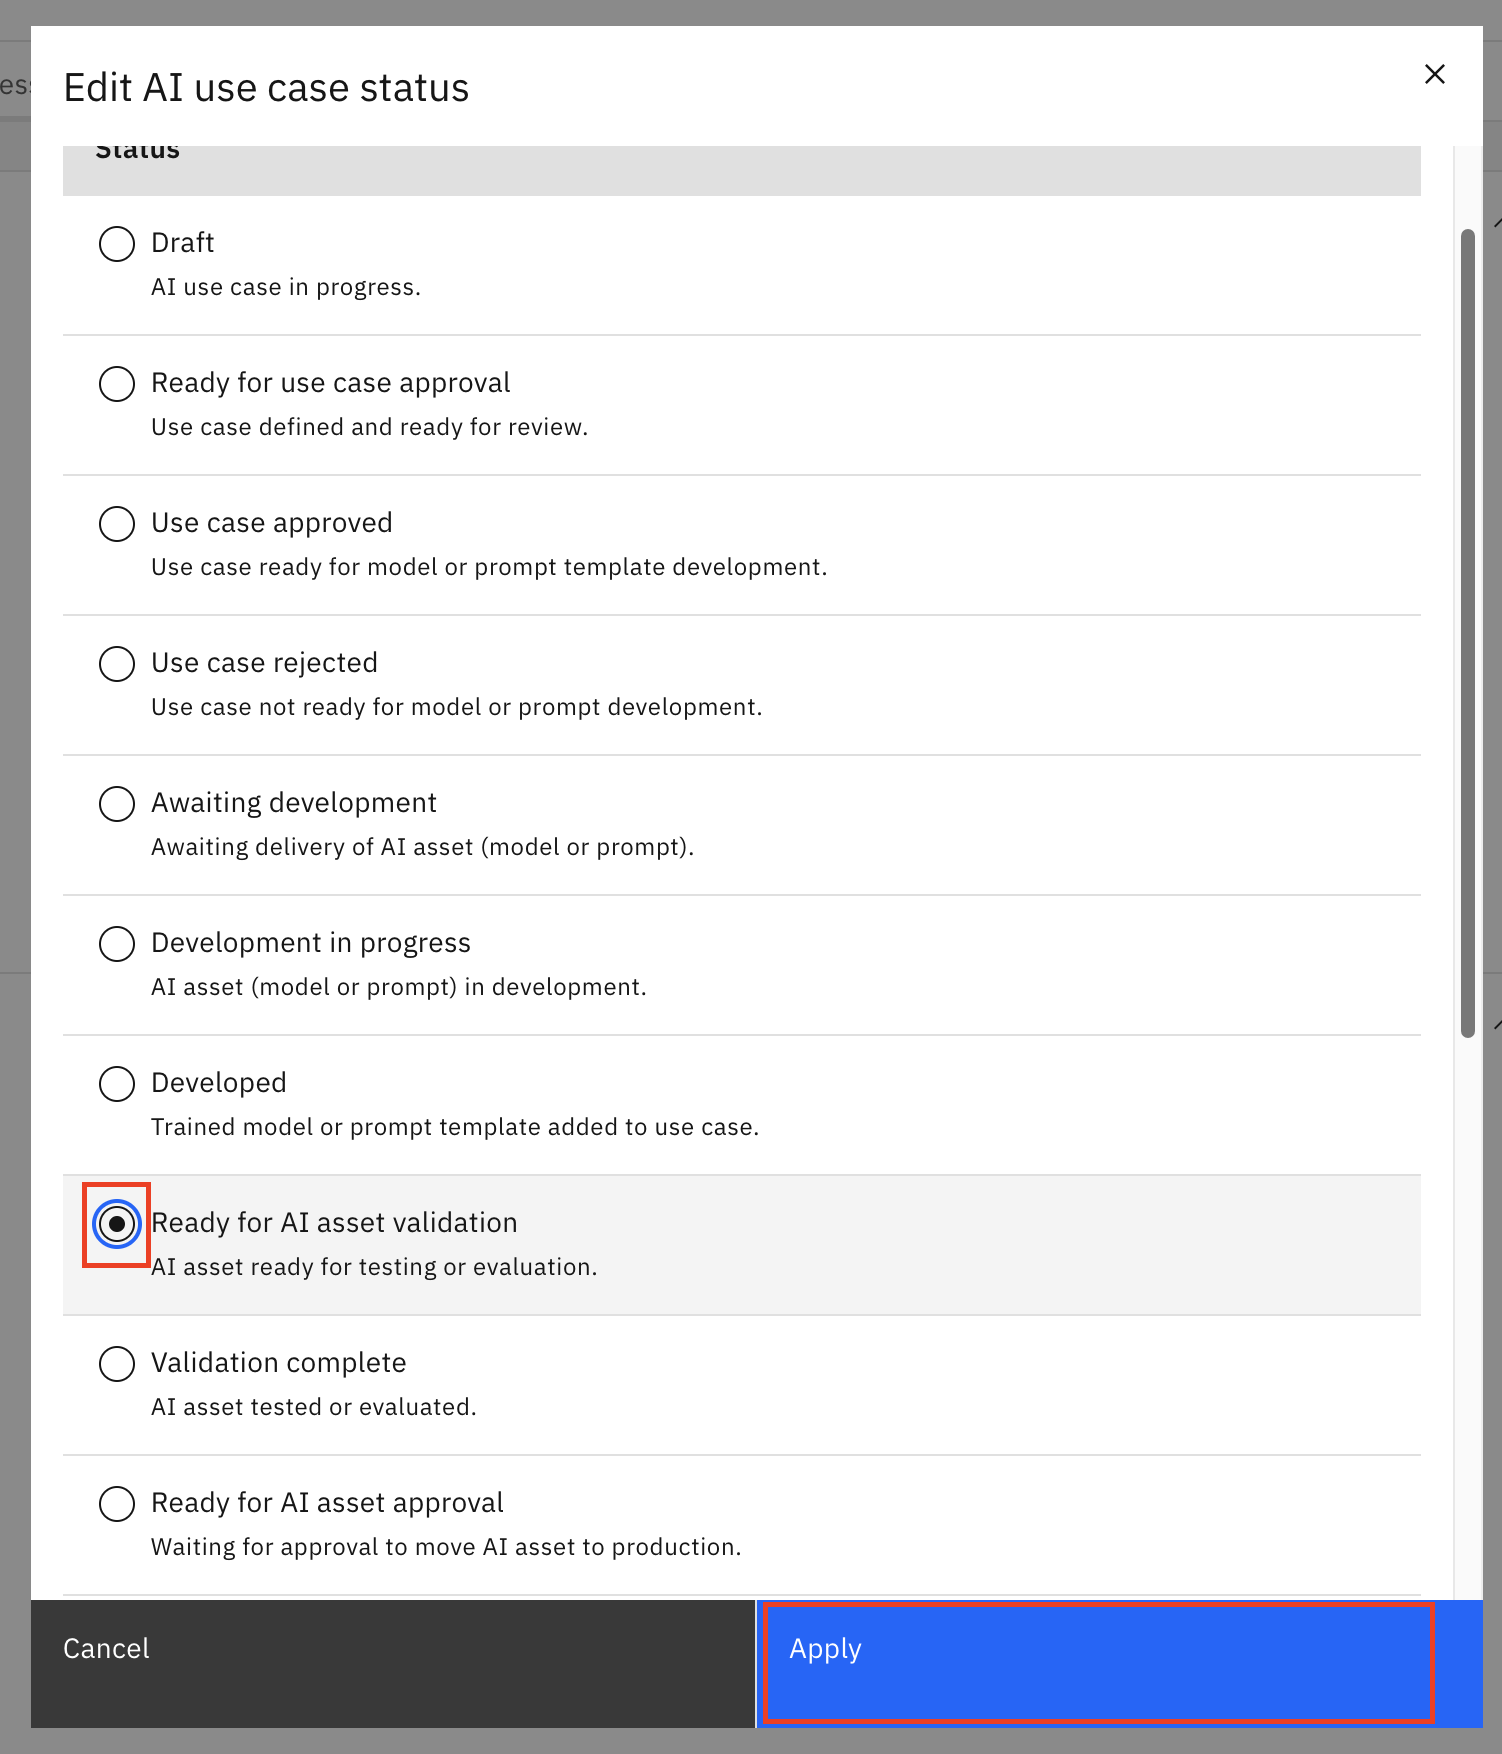 Edit AI use case status
Status
Draft
AI use case in progress.
Ready for use case approval
Use case defined and ready for review.
Use case approved
Use case ready for model or prompt template development.
Use case rejected
Use case not ready for model or prompt development.
Awaiting development
Awaiting delivery of AI asset (model or prompt).
Development in progress
AI asset (model or prompt) in development.
Developed
Trained model or prompt template added to use case.
Ready for AI asset validation
AI asset ready for testing or evaluation.
Validation complete
AI asset tested or evaluated.
Ready for AI asset approval
Waiting for approval to move AI asset to production.
Cancel
Apply